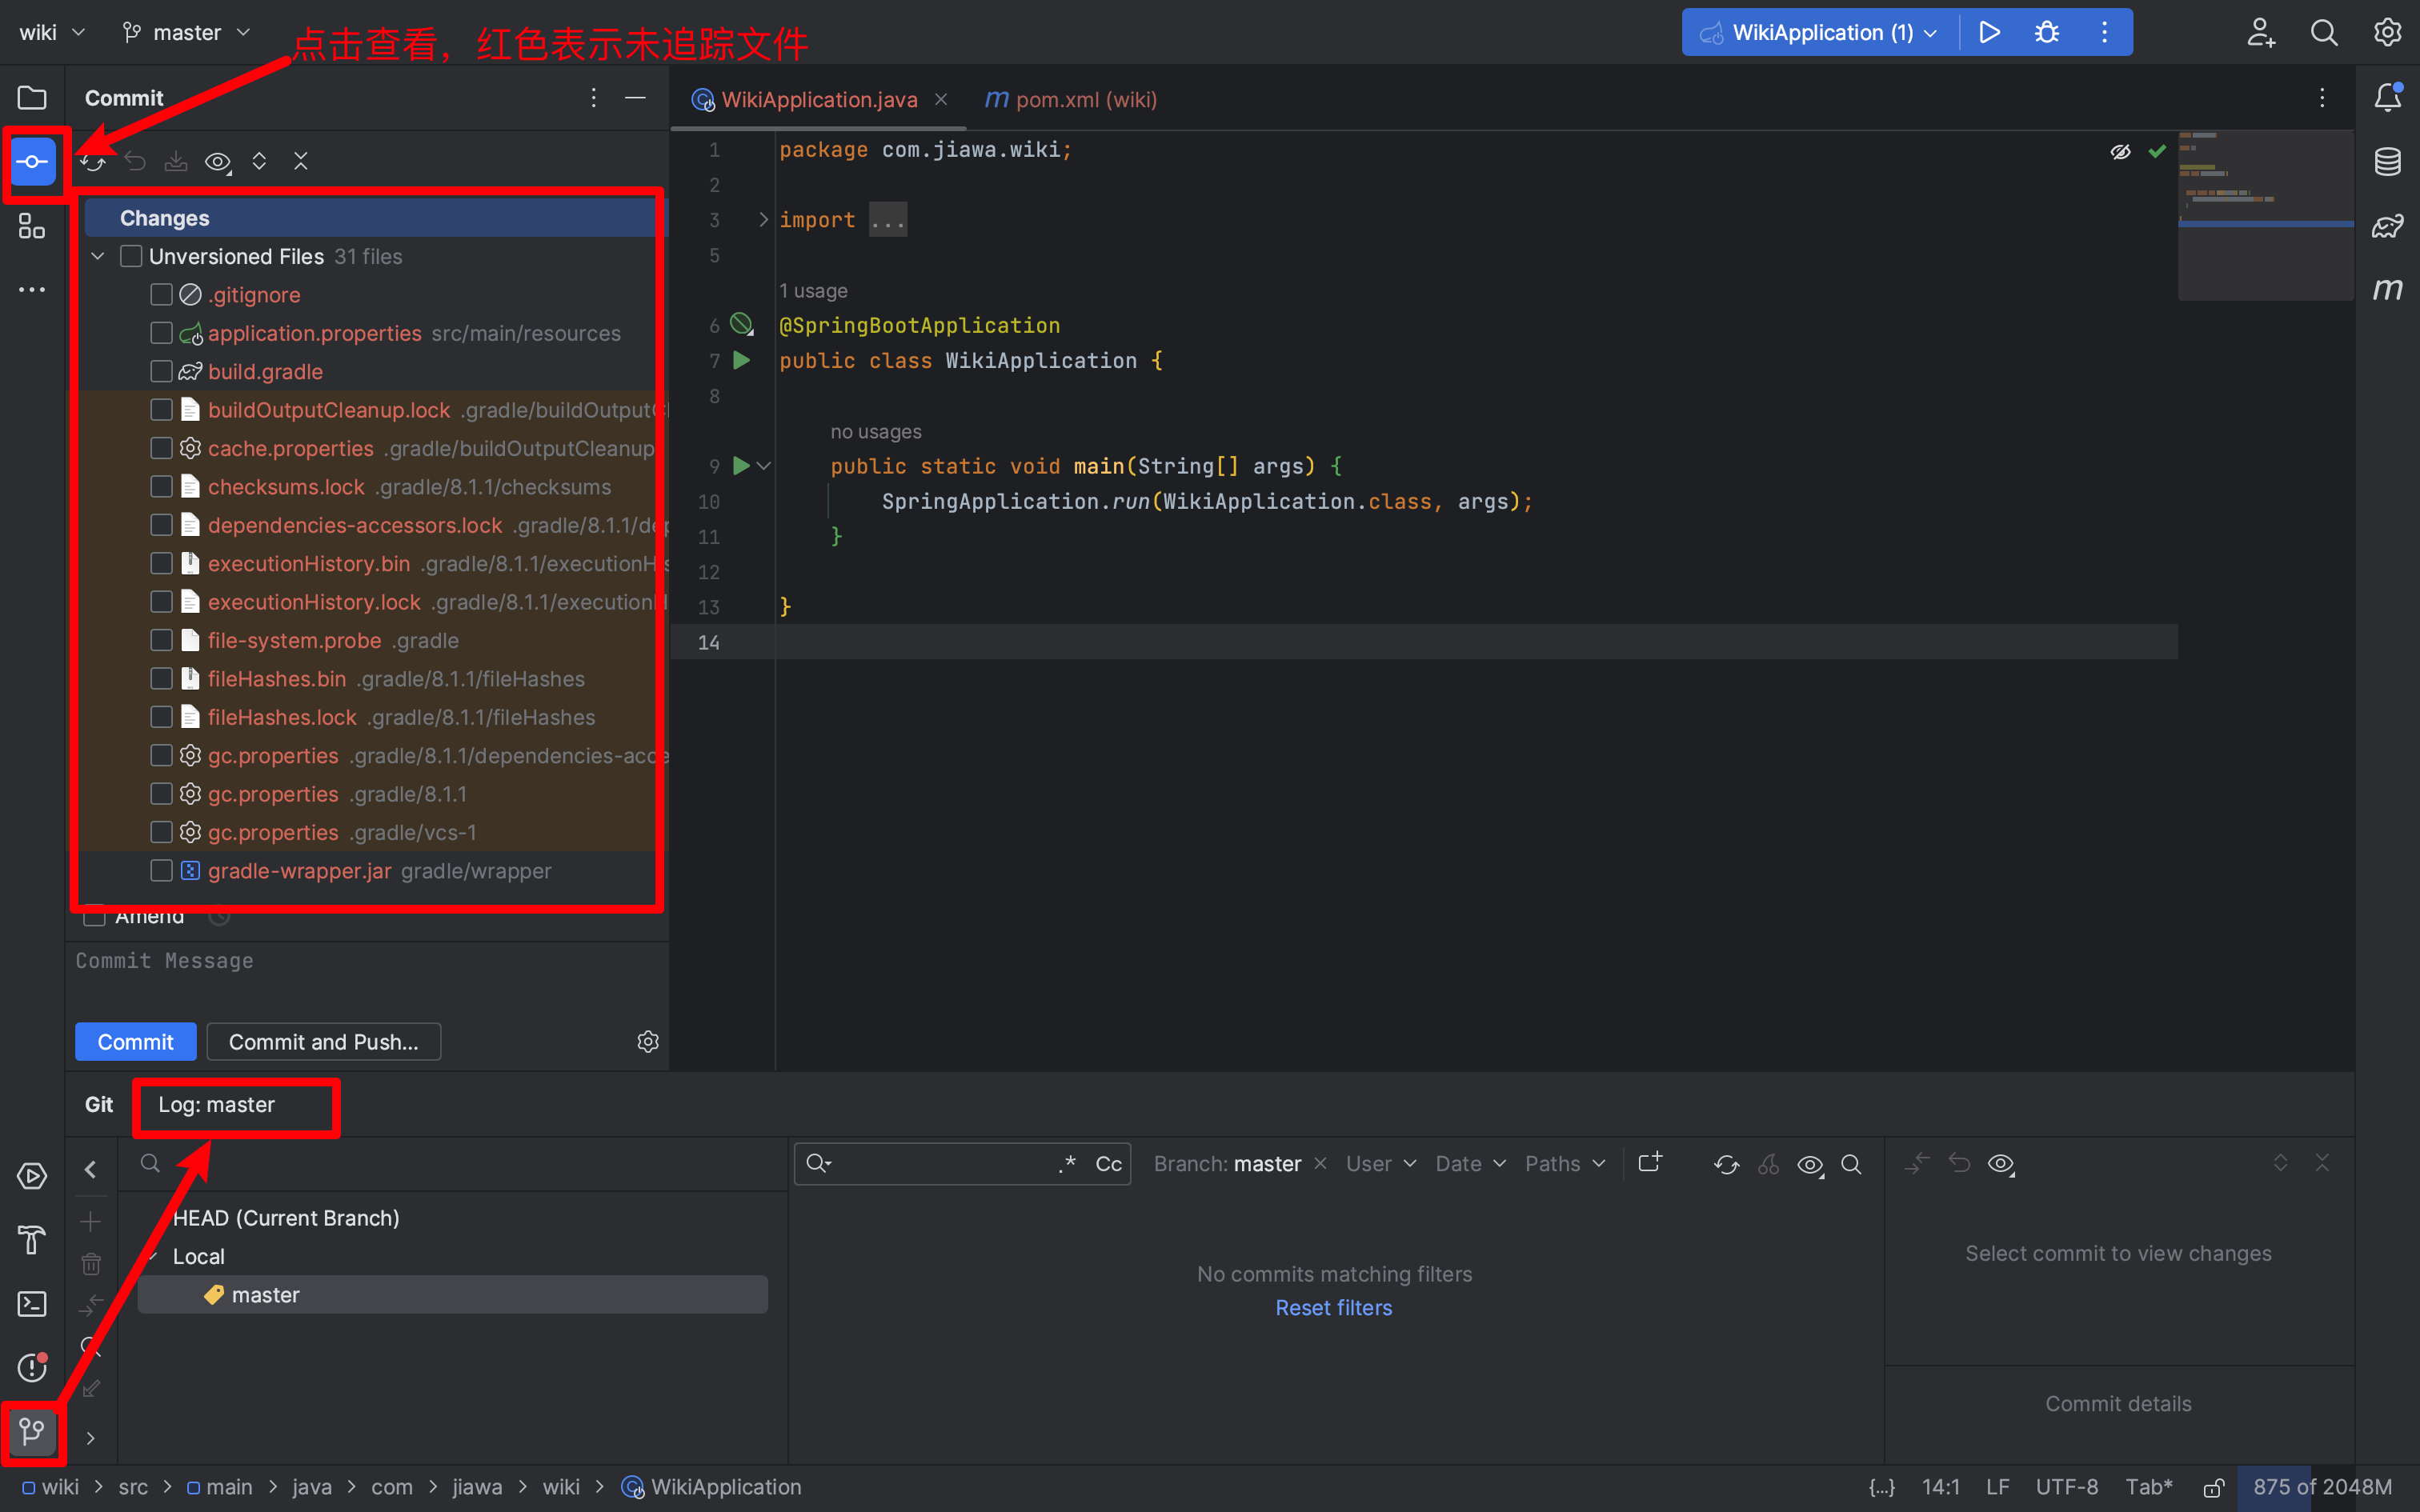 wiki
master
点击查看，红色表示未追踪文件
WikiApplication (1)
Commit
WikiApplication.java
pom.xml (wiki)
Changes
Unversioned Files 31 files
.gitignore
application.properties src/main/resources
build.gradle
buildOutputCleanup.lock .gradle/buildOutputCl
cache.properties .gradle/buildOutputCleanup
checksums.lock .gradle/8.1.1/checksums
dependencies-accessors.lock .gradle/8.1.1/dep
executionHistory.bin .gradle/8.1.1/executionHis
executionHistory.lock .gradle/8.1.1/executionH
file-system.probe .gradle
fileHashes.bin .gradle/8.1.1/fileHashes
fileHashes.lock .gradle/8.1.1/fileHashes
gc.properties .gradle/8.1.1/dependencies-acce
gc.properties .gradle/8.1.1
gc.properties .gradle/vcs-1
gradle-wrapper.jar gradle/wrapper
Amend
Commit Message
Commit
Commit and Push...
1 package com.jiawa.wiki;
2
3 import ...
5
1 usage
6 @SpringBootApplication
7 public class WikiApplication {
8
no usages
9 public static void main(String[] args) {
10 SpringApplication.run(WikiApplication.class, args);
11 }
12
13 }
14
Git
Log: master
HEAD (Current Branch)
Local
master
.* Cc
Branch: master
User
Date
Paths
No commits matching filters
Reset filters
Select commit to view changes
Commit details
wiki > src > main > java > com > jiawa > wiki > WikiApplication
{...}
14:1
LF
UTF-8
Tab*
875 of 2048M